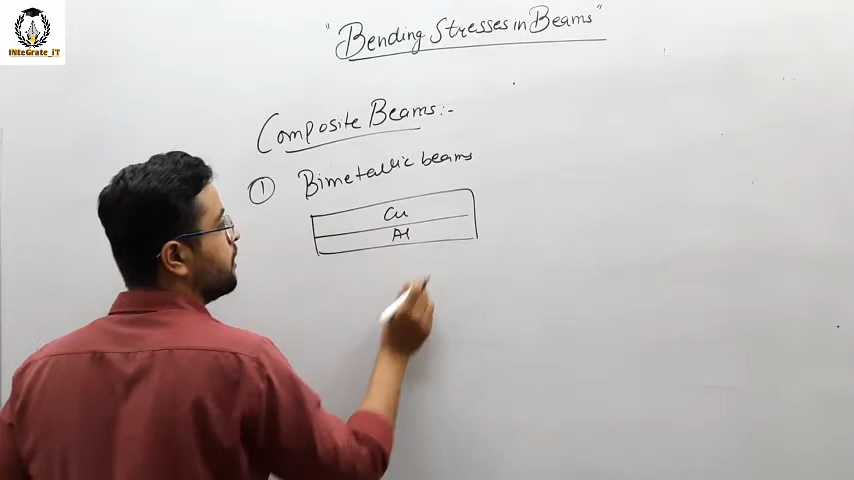 INteGrate_iT
"Bending Stresses in Beams"
Composite Beams:-
① Bimetallic beams
Cu
Al